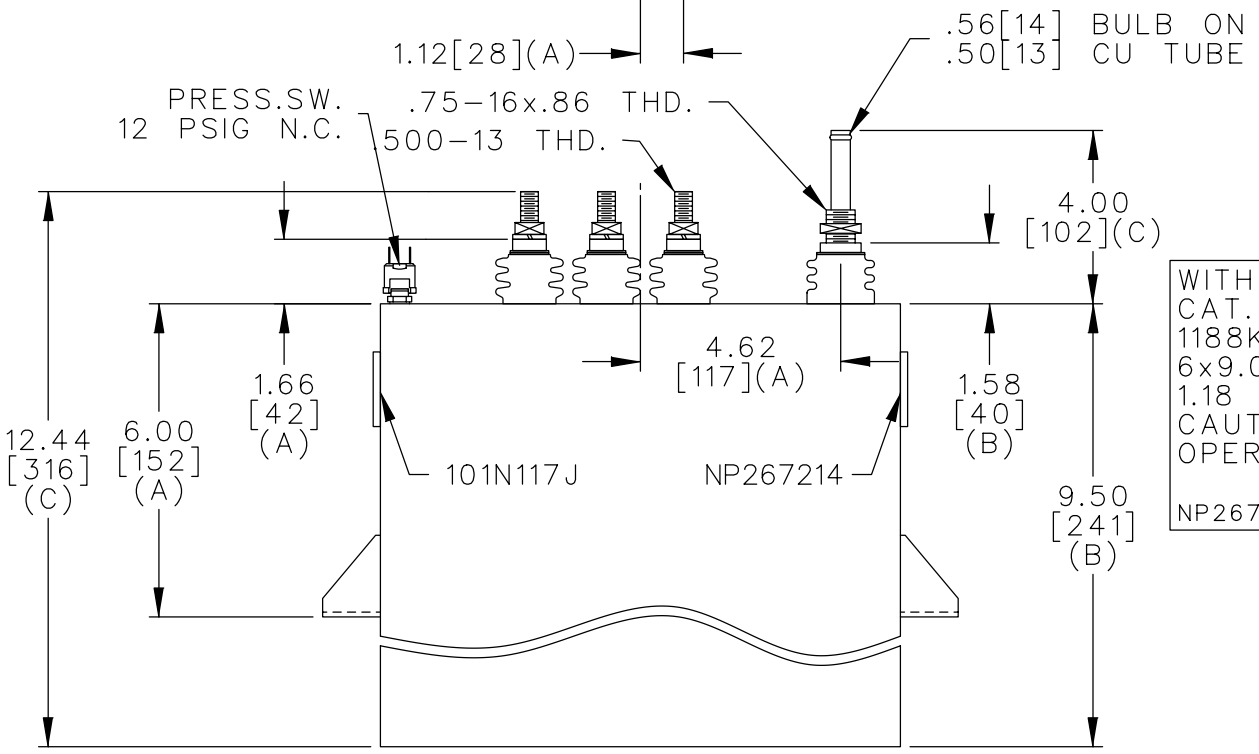 .56[14] BULB ON
.50[13] CU TUBE
1.12[28](A)
PRESS.SW.
12 PSIG N.C.
.75-16x.86 THD.
.500-13 THD.
4.00
[102](C)
WITH
CAT.
1188K
6x9.0
1.18
CAUT
OPER
NP267
4.62
[117](A)
1.66
[42]
(A)
1.58
[40]
(B)
12.44
[316]
(C)
6.00
[152]
(A)
101N117J
NP267214
9.50
[241]
(B)